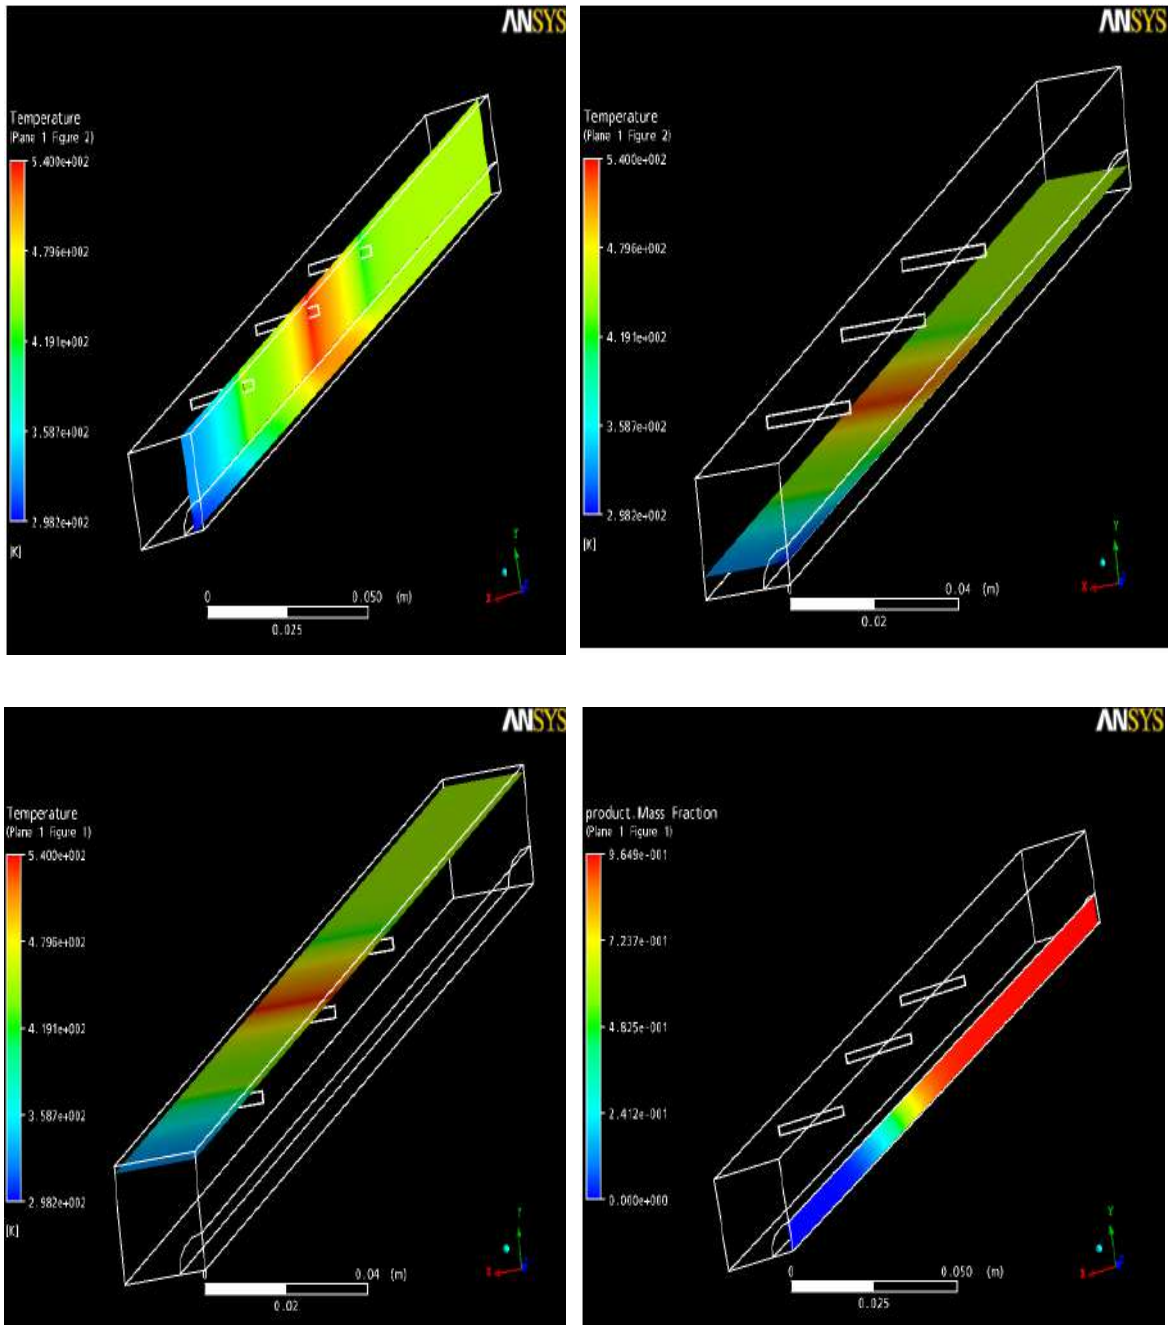 ANSYS
Temperature
(Plane 1 Figure 2)
5.400e+002
4.796e+002
4.191e+002
3.587e+002
2.982e+002
[K]
0 0.050 (m)
0.025
Y
X
ANSYS
Temperature
(Plane 1 Figure 2)
5.400e+002
4.796e+002
4.191e+002
3.587e+002
2.982e+002
[K]
0 0.04 (m)
0.02
Y
X
ANSYS
Temperature
(Plane 1 Figure 1)
5.400e+002
4.796e+002
4.191e+002
3.587e+002
2.982e+002
[K]
0 0.04 (m)
0.02
Y
X
ANSYS
product.Mass Fraction
(Plane 1 Figure 1)
9.649e-001
7.237e-001
4.825e-001
2.412e-001
0.000e+000
0 0.050 (m)
0.025
Y
X